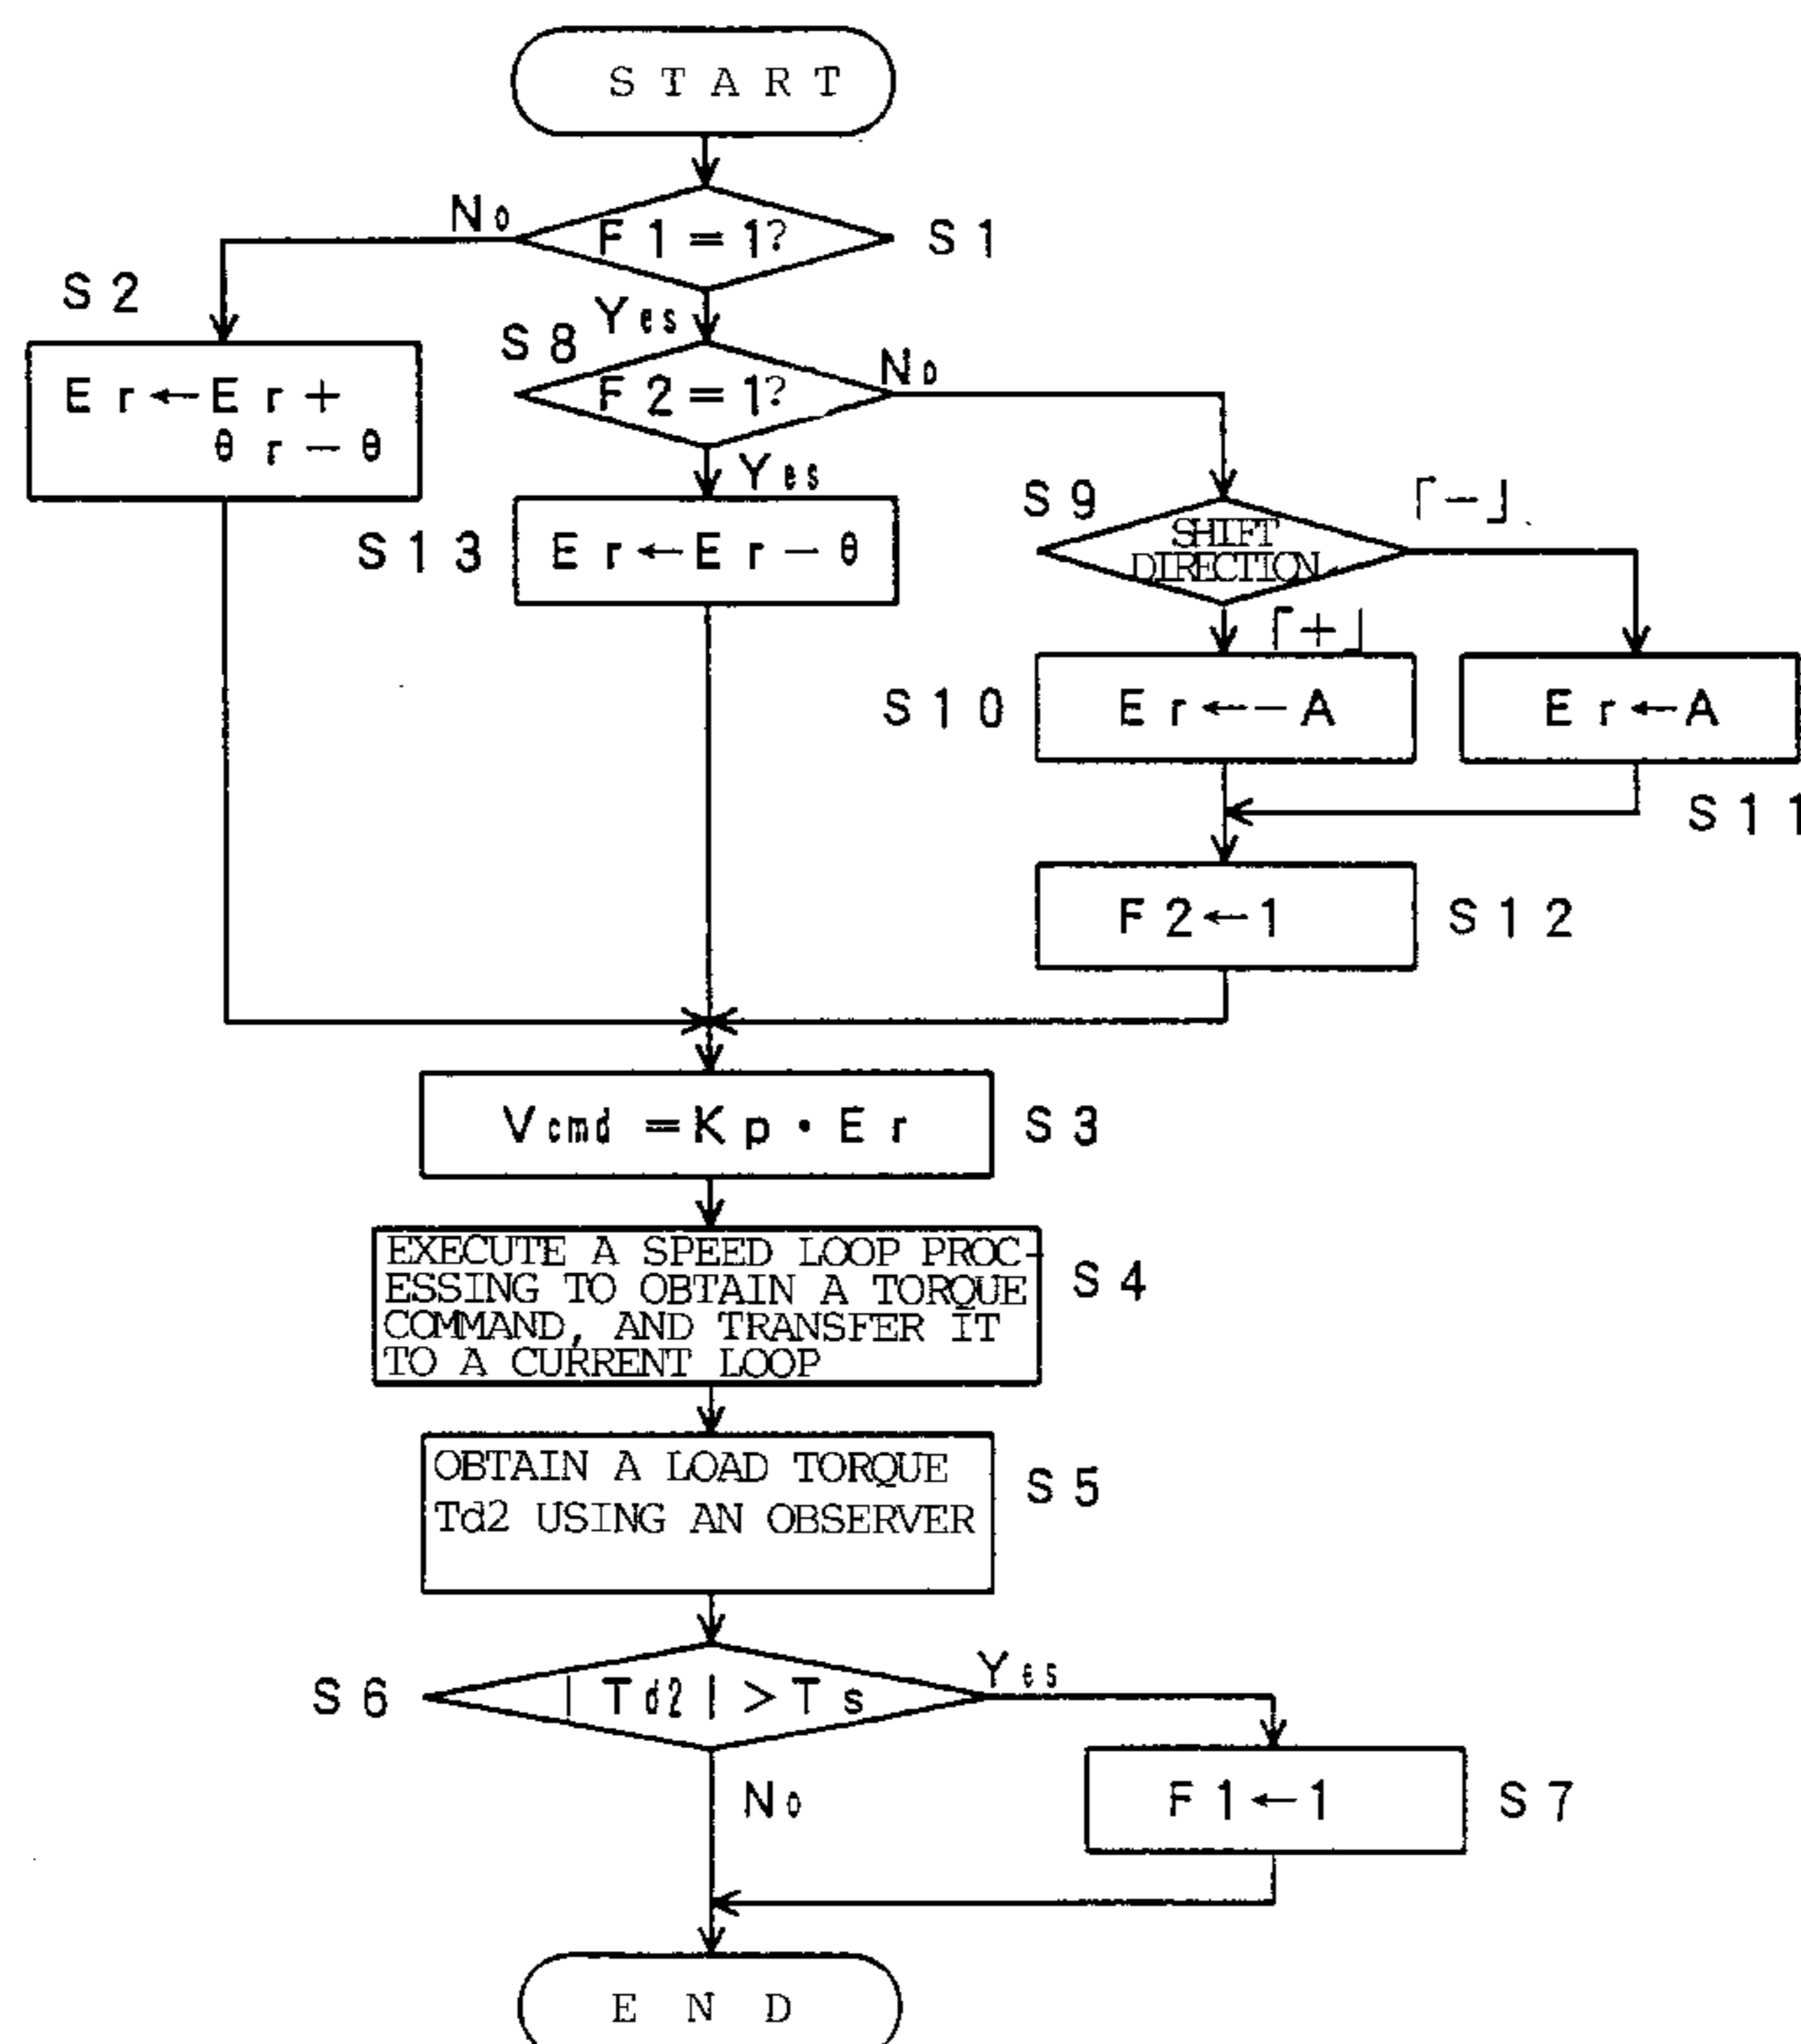 START
No
F1=1?
S1
S2
Yes
S8
F2=1?
No
Er←Er+
θr-θ
Yes
S9
SHIFT
DIRECTION
「-」
S13
Er←Er-θ
「+」
S10
Er←-A
Er←A
S11
F2←1
S12
Vcmd=Kp·Er
S3
EXECUTE A SPEED LOOP PROC-
ESSING TO OBTAIN A TORQUE
COMMAND, AND TRANSFER IT
TO A CURRENT LOOP
S4
OBTAIN A LOAD TORQUE
Td2 USING AN OBSERVER
S5
S6
|Td2|>Ts
Yes
No
F1←1
S7
END